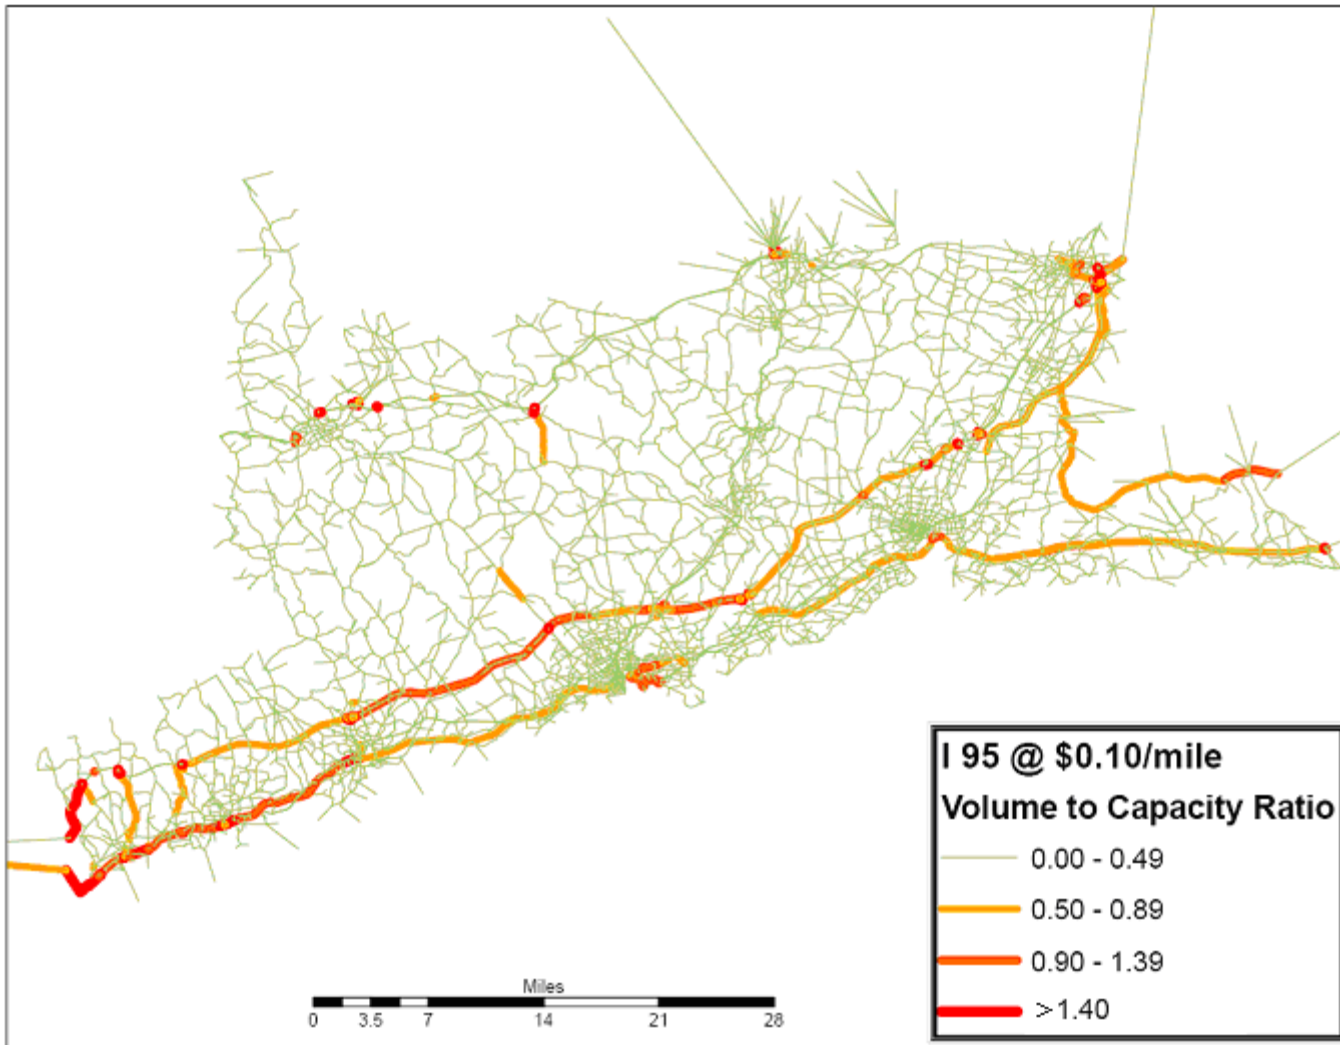 I 95 @ $0.10/mile
Volume to Capacity Ratio
0.00 - 0.49
0.50 - 0.89
0.90 - 1.39
>1.40
Miles
0 3.5 7 14 21 28